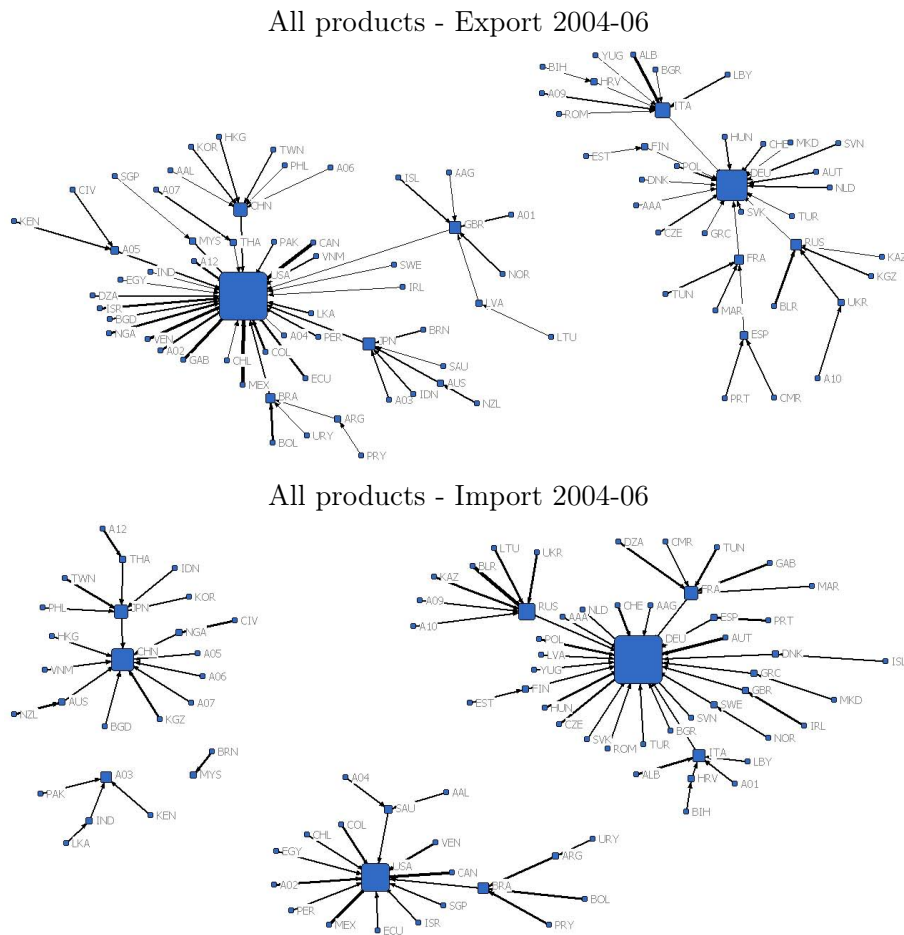 All products - Export 2004-06
YUG
ALB
BIH
HRV
BGR
LBY
A09
ITA
ROM
HKG
KOR
TWN
PHL
A06
AAL
SGP
A07
CIV
CHN
KEN
A05
MYS
THA
PAK
CAN
VNM
A12
IND
USA
SWE
EGY
IRL
DZA
ISR
BGD
NGA
VEN
A02
GAB
CHL
MEX
COL
A04
LKA
PER
ECU
JPN
BRN
SAU
AUS
IDN
A03
NZL
BRA
BOL
URY
ARG
PRY
ISL
AAG
GBR
A01
NOR
LVA
LTU
HUN
CHE
MKD
SVN
EST
FIN
POL
DEU
AUT
DNK
NLD
AAA
SVK
TUR
CZE
GRC
RUS
FRA
KAZ
KGZ
TUN
MAR
BLR
UKR
ESP
A10
PRT
CMR
All products - Import 2004-06
A12
THA
TWN
IDN
KOR
PHL
JPN
NGA
CIV
HKG
CHN
A05
VNM
A06
AUS
A07
NZL
BGD
KGZ
BRN
MYS
A03
PAK
IND
KEN
LKA
LTU
BLR
UKR
KAZ
A09
RUS
A10
DZA
CMR
TUN
GAB
FRA
MAR
AAA
NLD
CHE
AAG
ESP
PRT
POL
DEU
AUT
LVA
DNK
ISL
YUG
GRC
FIN
GBR
MKD
EST
HUN
SWE
IRL
CZE
SVN
BGR
NOR
SVK
ROM
TUR
ITA
LBY
ALB
HRV
A01
BIH
A04
SAU
AAL
COL
CHL
VEN
EGY
USA
CAN
A02
PER
MEX
ECU
ISR
SGP
BRA
ARG
URY
BOL
PRY